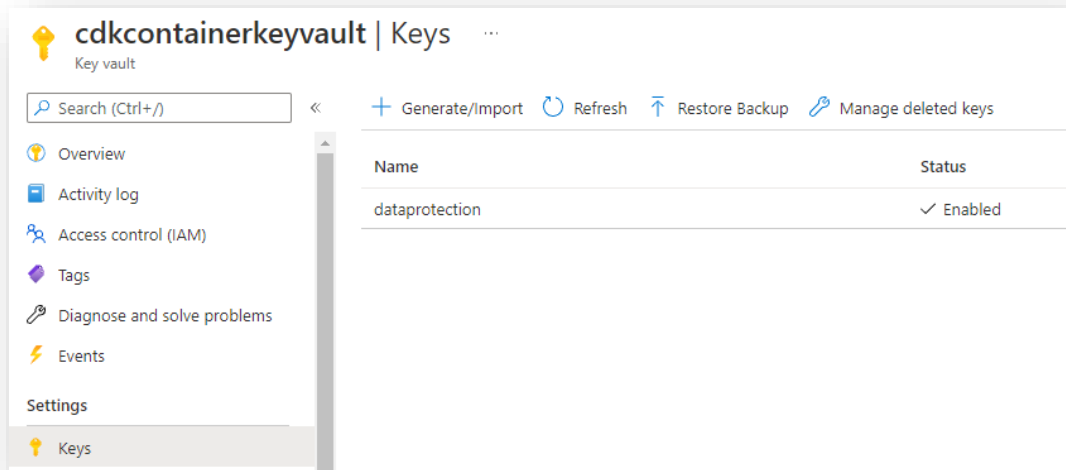 cdkcontainerkeyvault | Keys ...
Key vault
Search (Ctrl+/)
«
Generate/Import Refresh Restore Backup Manage deleted keys
Overview
Activity log
Access control (IAM)
Tags
Diagnose and solve problems
Events
Settings
Keys
Name Status
dataprotection Enabled